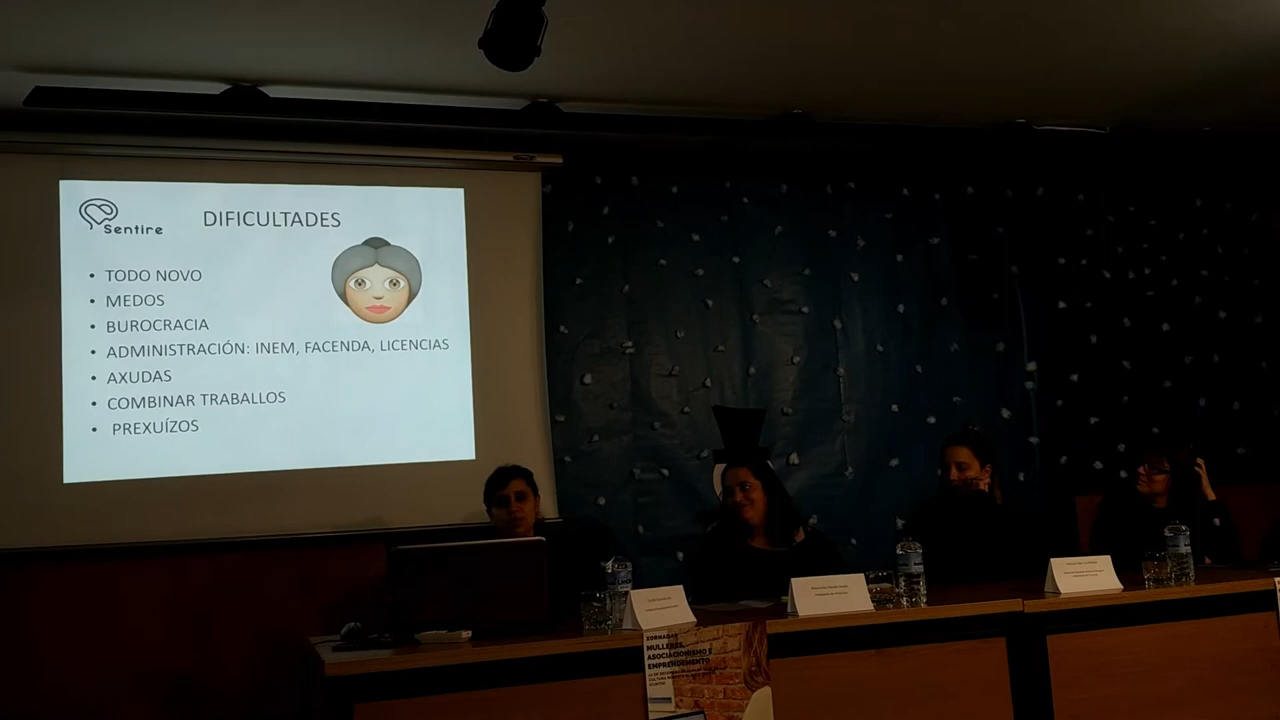 Sentire
DIFICULTADES
• TODO NOVO
• MEDOS
• BUROCRACIA
• ADMINISTRACIÓN: INEM, FACENDA, LICENCIAS
• AXUDAS
• COMBINAR TRABALLOS
• PREXUÍZOS
XORNADAS
MULLERES,
ASOCIACIONISMO E
EMPRENDEMENTO